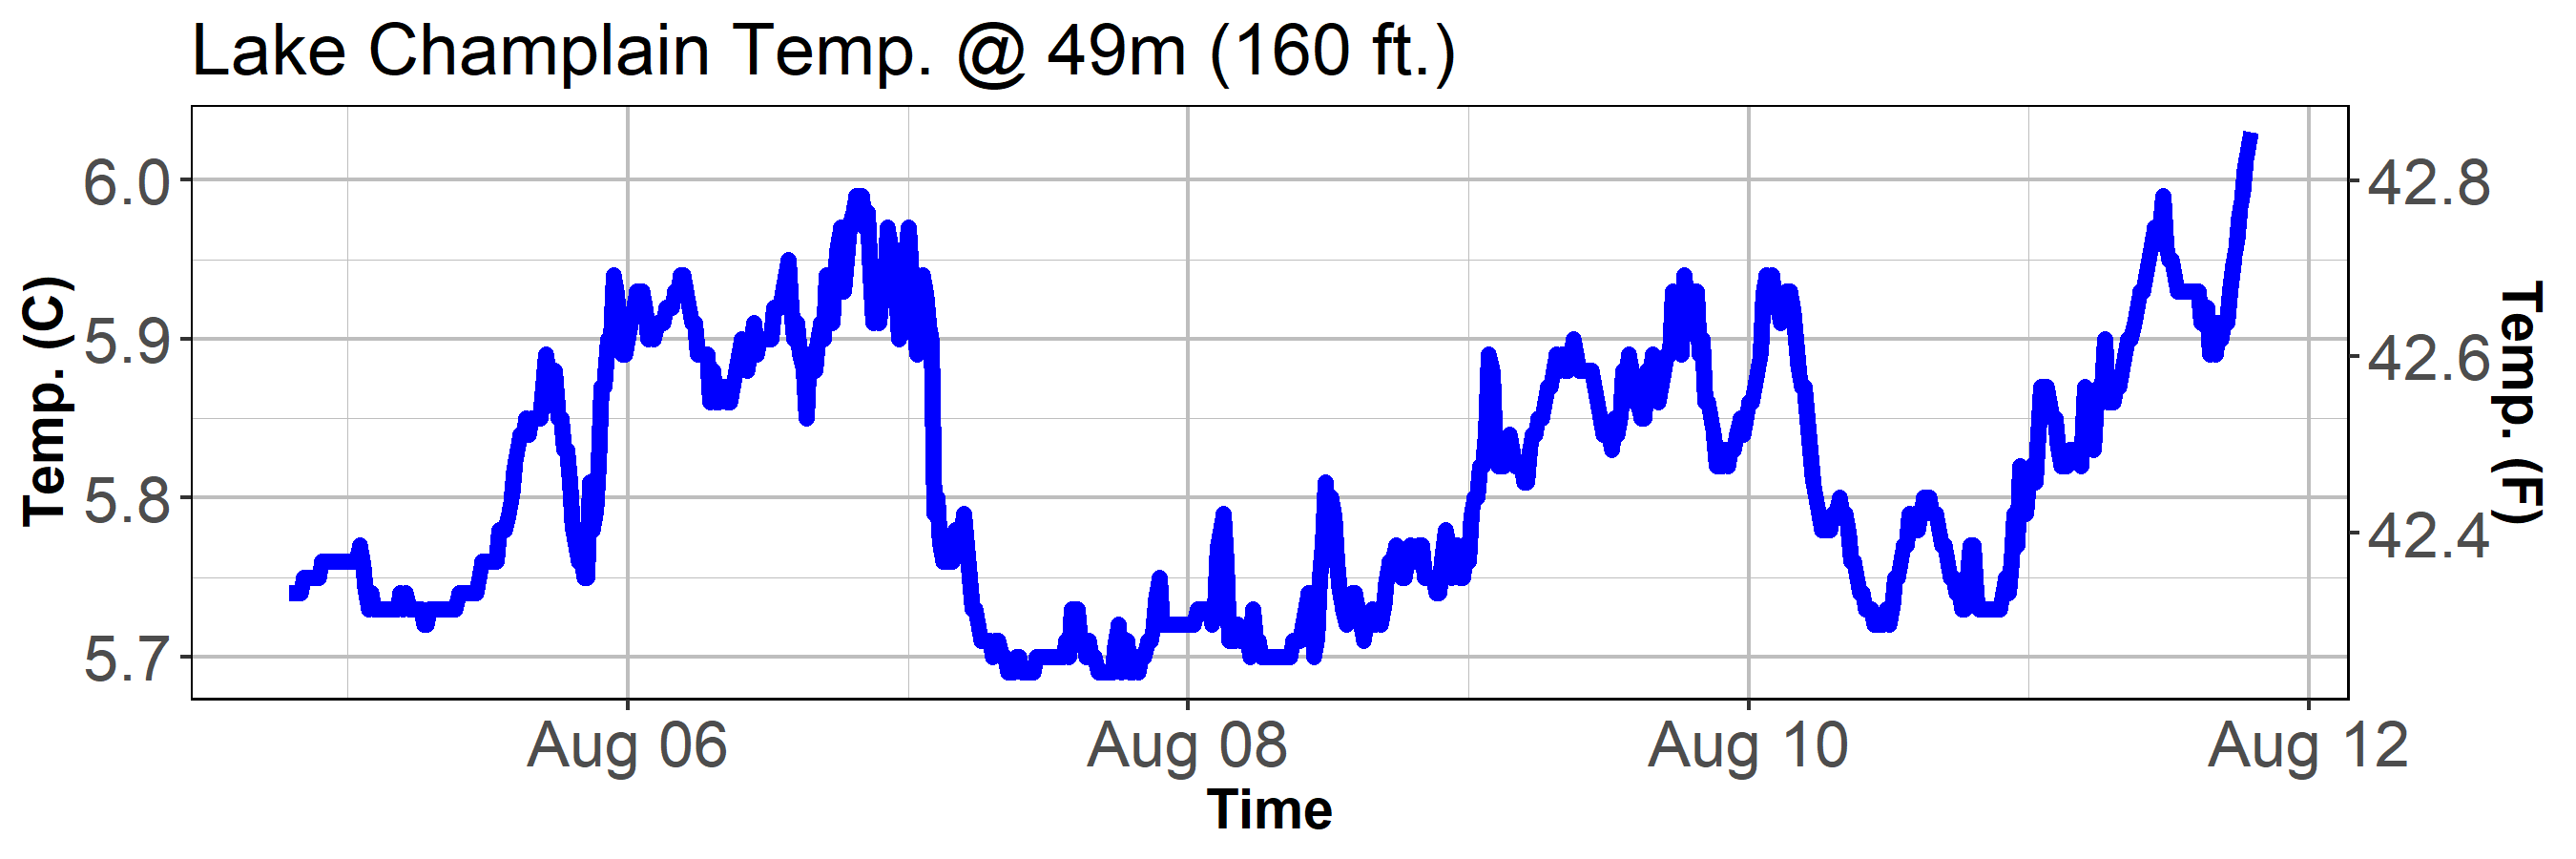 Lake Champlain Temp. @ 49m (160 ft.)
Temp. (C)
6.0
5.9
5.8
5.7
42.8
42.6
42.4
Temp. (F)
Aug 06
Aug 08
Aug 10
Aug 12
Time